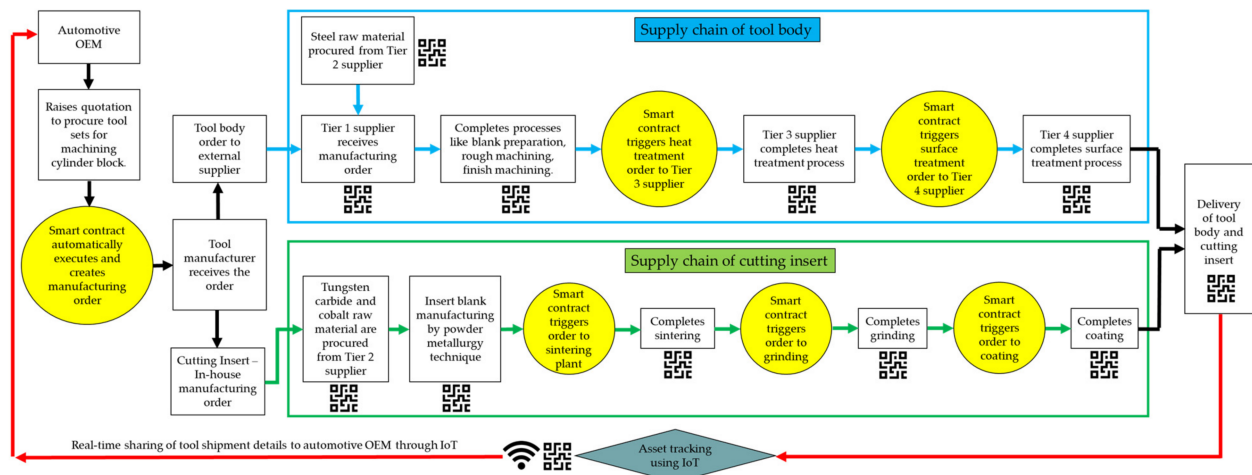 Automotive
OEM
Raises quotation
to procure tool
sets for
machining
cylinder block.
Smart contract
automatically
executes and
creates
manufacturing
order
Tool body
order to
external
supplier
Tool
manufacturer
receives the
order
Cutting Insert –
In-house
manufacturing
order
Supply chain of tool body
Steel raw material
procured from Tier
2 supplier
Tier 1 supplier
receives
manufacturing
order
Completes processes
like blank preparation,
rough machining,
finish machining.
Smart
contract
triggers heat
treatment
order to Tier
3 supplier
Tier 3 supplier
completes heat
treatment process
Smart
contract
triggers
surface
treatment
order to Tier
4 supplier
Tier 4 supplier
completes surface
treatment process
Supply chain of cutting insert
Tungsten
carbide and
cobalt raw
material are
procured
from Tier 2
supplier
Insert blank
manufacturing
by powder
metallurgy
technique
Smart
contract
triggers
order to
sintering
plant
Completes
sintering
Smart
contract
triggers
order to
grinding
Completes
grinding
Smart
contract
triggers
order to
coating
Completes
coating
Delivery
of tool
body and
cutting
insert
Asset tracking
using IoT
Real-time sharing of tool shipment details to automotive OEM through IoT